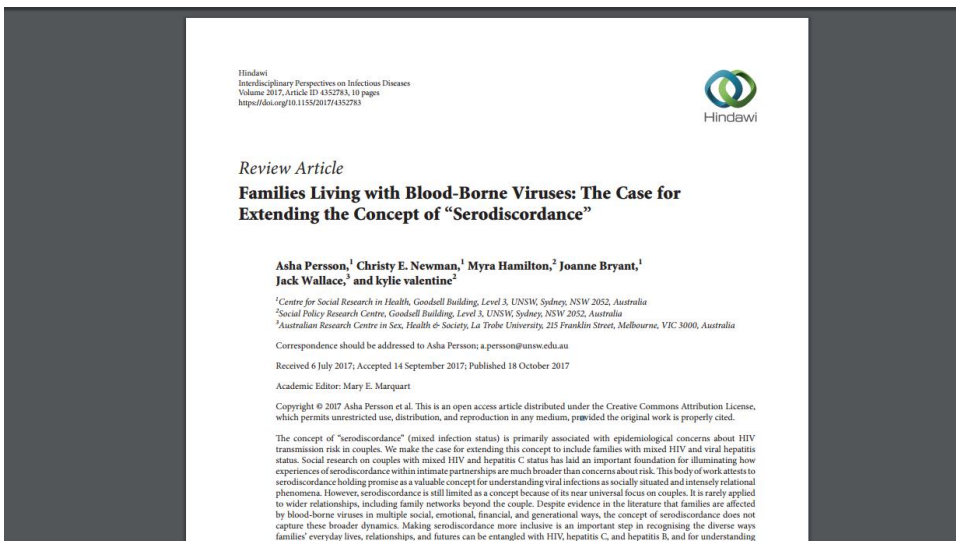 Hindawi
Interdisciplinary Perspectives on Infectious Diseases
Volume 2017, Article ID 4352783, 10 pages
https://doi.org/10.1155/2017/4352783
Hindawi
Review Article
Families Living with Blood-Borne Viruses: The Case for
Extending the Concept of “Serodiscordance”
Asha Persson,1 Christy E. Newman,1 Myra Hamilton,2 Joanne Bryant,1
Jack Wallace,3 and kylie valentine2
1Centre for Social Research in Health, Goodsell Building, Level 3, UNSW, Sydney, NSW 2052, Australia
2Social Policy Research Centre, Goodsell Building, Level 3, UNSW, Sydney, NSW 2052, Australia
3Australian Research Centre in Sex, Health & Society, La Trobe University, 215 Franklin Street, Melbourne, VIC 3000, Australia
Correspondence should be addressed to Asha Persson; a.persson@unsw.edu.au
Received 6 July 2017; Accepted 14 September 2017; Published 18 October 2017
Academic Editor: Mary E. Marquart
Copyright © 2017 Asha Persson et al. This is an open access article distributed under the Creative Commons Attribution License,
which permits unrestricted use, distribution, and reproduction in any medium, provided the original work is properly cited.
The concept of “serodiscordance” (mixed infection status) is primarily associated with epidemiological concerns about HIV
transmission risk in couples. We make the case for extending this concept to include families with mixed HIV and viral hepatitis
status. Social research on couples with mixed HIV and hepatitis C status has laid an important foundation for illuminating how
experiences of serodiscordance within intimate partnerships are much broader than concerns about risk. This body of work attests to
serodiscordance holding promise as a valuable concept for understanding viral infections as socially situated and intensely relational
phenomena. However, serodiscordance is still limited as a concept because of its near universal focus on couples. It is rarely applied
to wider relationships, including family networks beyond the couple. Despite evidence in the literature that families are affected
by blood-borne viruses in multiple social, emotional, financial, and generational ways, the concept of serodiscordance does not
capture these broader dynamics. Making serodiscordance more inclusive is an important step in recognising the diverse ways
families’ everyday lives, relationships, and futures can be entangled with HIV, hepatitis C, and hepatitis B, and for understanding